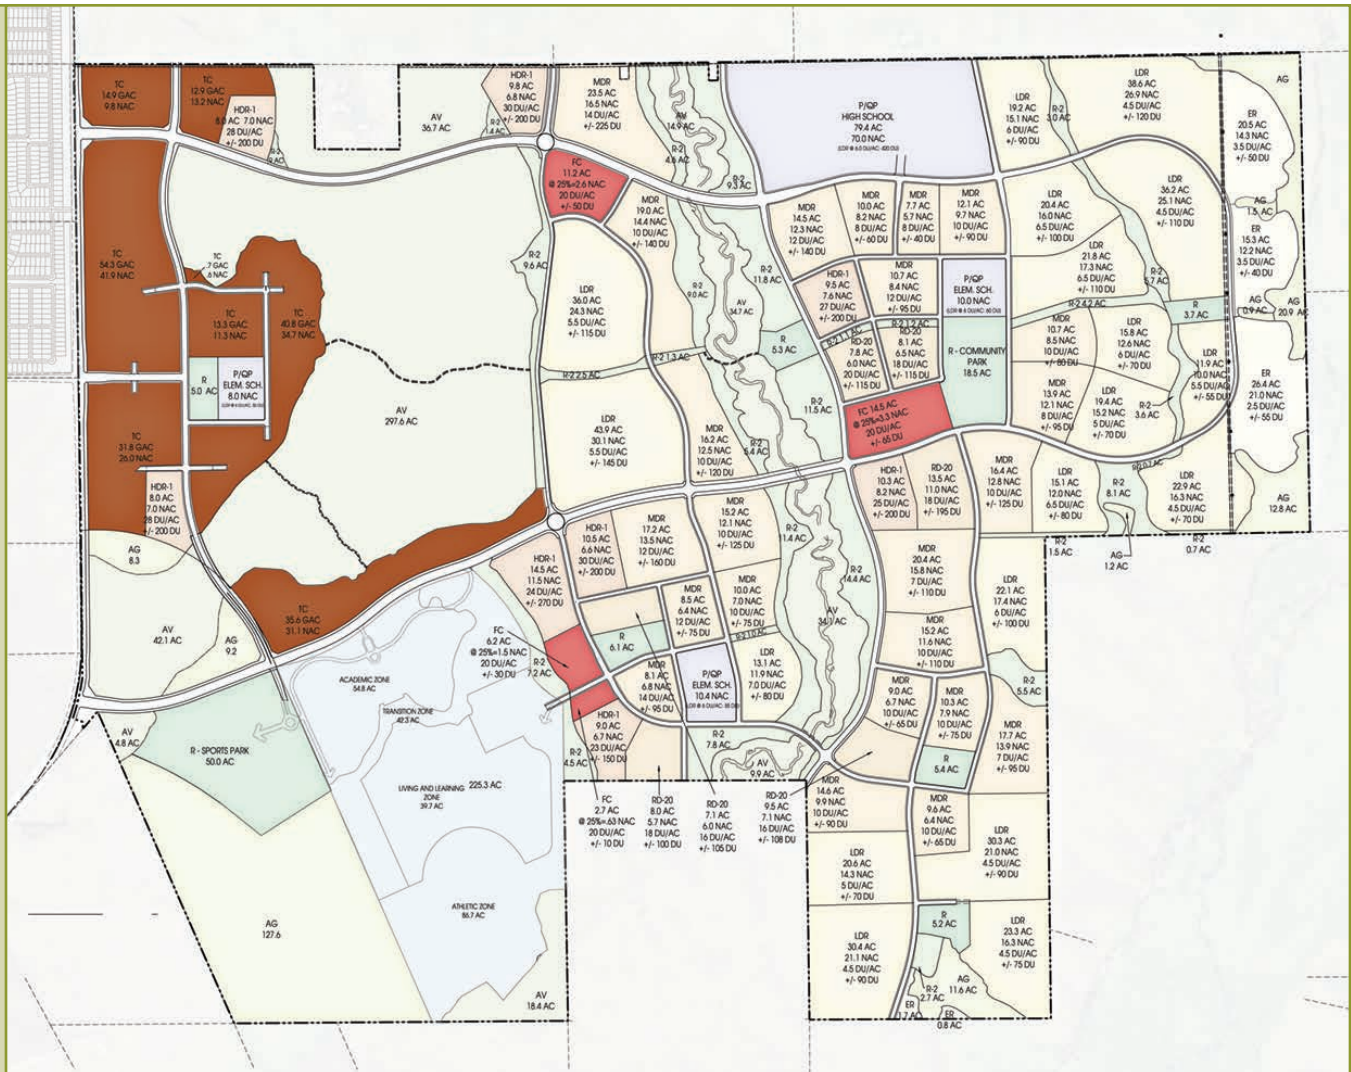 TC
14.9 GAC
9.8 NAC
TC
12.9 GAC
13.2 NAC
HDR-1
8.0 AC 7.0 NAC
28 DU/AC
+/- 200 DU
AV
36.7 AC
R-2
1.4 AC
HDR-1
9.8 AC
6.8 NAC
30 DU/AC
+/- 200 DU
MDR
23.5 AC
16.5 NAC
14 DU/AC
+/- 225 DU
AV
14.9 AC
R-2
4.6 AC
R-2
9.3 AC
P/QP
HIGH SCHOOL
79.4 AC
70.0 NAC
LDR
19.2 AC
15.1 NAC
6 DU/AC
+/- 90 DU
R-2
3.0 AC
LDR
38.6 AC
26.9 NAC
4.5 DU/AC
+/- 120 DU
AG
ER
20.5 AC
14.3 NAC
3.5 DU/AC
+/- 50 DU
FC
11.2 AC
@ 25%=2.6 NAC
20 DU/AC
+/- 50 DU
MDR
19.0 AC
14.4 NAC
10 DU/AC
+/- 140 DU
MDR
14.5 AC
12.3 NAC
12 DU/AC
+/- 140 DU
MDR
10.0 AC
8.2 NAC
8 DU/AC
+/- 60 DU
MDR
7.7 AC
5.7 NAC
8 DU/AC
+/- 40 DU
MDR
12.1 AC
9.7 NAC
10 DU/AC
+/- 90 DU
LDR
20.4 AC
16.0 NAC
6.5 DU/AC
+/- 100 DU
LDR
36.2 AC
25.1 NAC
4.5 DU/AC
+/- 110 DU
AG
1.5 AC
ER
15.3 AC
12.2 NAC
3.5 DU/AC
+/- 40 DU
TC
54.3 GAC
41.9 NAC
TC
.7 GAC
.6 NAC
TC
13.3 GAC
11.3 NAC
TC
40.8 GAC
34.7 NAC
R-2
9.6 AC
LDR
36.0 AC
24.3 NAC
5.5 DU/AC
+/- 115 DU
R-2
9.0 AC
AV
34.7 AC
R-2
11.8 AC
HDR-1
9.5 AC
7.6 NAC
27 DU/AC
+/- 200 DU
MDR
10.7 AC
8.4 NAC
12 DU/AC
+/- 95 DU
P/QP
ELEM. SCH.
10.0 NAC
LDR
21.8 AC
17.3 NAC
6.5 DU/AC
+/- 110 DU
R-2
5.7 AC
R-2 4.2 AC
R
3.7 AC
AG
0.9 AC
AG
20.9 AC
R
5.0 AC
P/QP
ELEM. SCH.
8.0 NAC
AV
297.6 AC
R-2 2.5 AC
R-2 1.3 AC
R
5.3 AC
R-2 1.1 AC
R-2 1.2 AC
RD-20
7.8 AC
6.0 NAC
20 DU/AC
+/- 115 DU
RD-20
8.1 AC
6.5 NAC
18 DU/AC
+/- 115 DU
R - COMMUNITY
PARK
18.5 AC
MDR
10.7 AC
8.5 NAC
10 DU/AC
+/- 80 DU
LDR
15.8 AC
12.6 NAC
6 DU/AC
+/- 70 DU
LDR
11.9 AC
10.0 NAC
5.5 DU/AC
+/- 55 DU
ER
26.4 AC
21.0 NAC
2.5 DU/AC
+/- 55 DU
TC
31.8 GAC
26.0 NAC
LDR
43.9 AC
30.1 NAC
5.5 DU/AC
+/- 145 DU
MDR
16.2 AC
12.5 NAC
10 DU/AC
+/- 120 DU
R-2
5.4 AC
R-2
11.5 AC
FC 14.5 AC
@ 25%=3.3 NAC
20 DU/AC
+/- 65 DU
MDR
13.9 AC
12.1 NAC
8 DU/AC
+/- 95 DU
LDR
19.4 AC
15.2 NAC
5 DU/AC
+/- 70 DU
R-2
3.6 AC
HDR-1
8.0 AC
7.0 NAC
28 DU/AC
+/- 200 DU
HDR-1
10.3 AC
8.2 NAC
25 DU/AC
+/- 200 DU
RD-20
13.5 AC
11.0 NAC
18 DU/AC
+/- 195 DU
MDR
16.4 AC
12.8 NAC
10 DU/AC
+/- 125 DU
LDR
15.1 AC
12.0 NAC
6.5 DU/AC
+/- 80 DU
R-2 0.7 AC
R-2
8.1 AC
LDR
22.9 AC
16.3 NAC
4.5 DU/AC
+/- 70 DU
AG
12.8 AC
AG
8.3
HDR-1
14.5 AC
11.5 NAC
24 DU/AC
+/- 270 DU
HDR-1
10.5 AC
6.6 NAC
30 DU/AC
+/- 200 DU
MDR
17.2 AC
13.5 NAC
12 DU/AC
+/- 160 DU
MDR
15.2 AC
12.1 NAC
10 DU/AC
+/- 125 DU
R-2
11.4 AC
R-2
14.4 AC
MDR
20.4 AC
15.8 NAC
7 DU/AC
+/- 110 DU
R-2
1.5 AC
AG
1.2 AC
R-2
0.7 AC
TC
35.6 GAC
31.1 NAC
AV
42.1 AC
AG
9.2
FC
6.2 AC
@ 25%=1.5 NAC
20 DU/AC
+/- 30 DU
R-2
7.2 AC
R
6.1 AC
MDR
8.5 AC
6.4 NAC
12 DU/AC
+/- 75 DU
MDR
10.0 AC
7.0 NAC
10 DU/AC
+/- 75 DU
R-2 1.0 AC
AV
34.1 AC
MDR
15.2 AC
11.6 NAC
10 DU/AC
+/- 110 DU
LDR
22.1 AC
17.4 NAC
6 DU/AC
+/- 100 DU
ACADEMIC ZONE
54.8 AC
TRANSITION ZONE
42.3 AC
MDR
8.1 AC
6.8 NAC
14 DU/AC
+/- 95 DU
P/QP
ELEM. SCH.
10.4 NAC
LDR
13.1 AC
11.9 NAC
7.0 DU/AC
+/- 80 DU
MDR
9.0 AC
6.7 NAC
10 DU/AC
+/- 65 DU
MDR
10.3 AC
7.9 NAC
10 DU/AC
+/- 75 DU
R-2
5.5 AC
AV
4.8 AC
R - SPORTS PARK
50.0 AC
HDR-1
9.0 AC
6.7 NAC
23 DU/AC
+/- 150 DU
R-2
4.5 AC
R-2
7.8 AC
AV
9.9 AC
R
5.4 AC
MDR
17.7 AC
13.9 NAC
7 DU/AC
+/- 95 DU
LIVING AND LEARNING
ZONE
39.7 AC
225.3 AC
FC
2.7 AC
@ 25%=.63 NAC
20 DU/AC
+/- 10 DU
RD-20
8.0 AC
5.7 NAC
18 DU/AC
+/- 100 DU
RD-20
7.1 AC
6.0 NAC
16 DU/AC
+/- 105 DU
RD-20
9.5 AC
7.1 NAC
16 DU/AC
+/- 108 DU
MDR
14.6 AC
9.9 NAC
10 DU/AC
+/- 90 DU
MDR
9.6 AC
6.4 NAC
10 DU/AC
+/- 65 DU
LDR
30.3 AC
21.0 NAC
4.5 DU/AC
+/- 90 DU
LDR
20.6 AC
14.3 NAC
5 DU/AC
+/- 70 DU
ATHLETIC ZONE
86.7 AC
AG
127.6
AV
18.4 AC
LDR
30.4 AC
21.1 NAC
4.5 DU/AC
+/- 90 DU
R
5.2 AC
LDR
23.3 AC
16.3 NAC
4.5 DU/AC
+/- 75 DU
AG
11.6 AC
R-2
2.7 AC
ER
1.7 AC
ER
0.8 AC